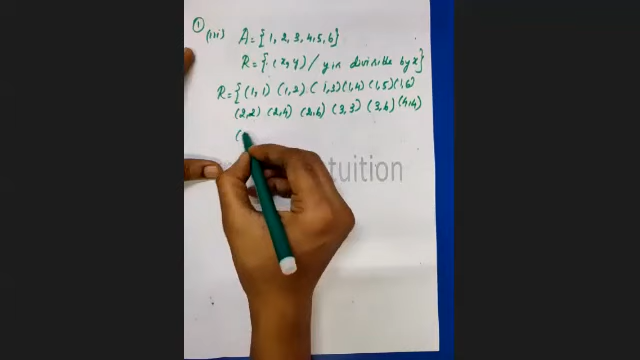 ①
(iii) A = {1, 2, 3, 4, 5, 6}
R = {(x, y) / y is divisible by x}
R = {(1,1) (1,2) (1,3) (1,4) (1,5) (1,6)
(2,2) (2,4) (2,6) (3,3) (3,6) (4,4)
(
tuition